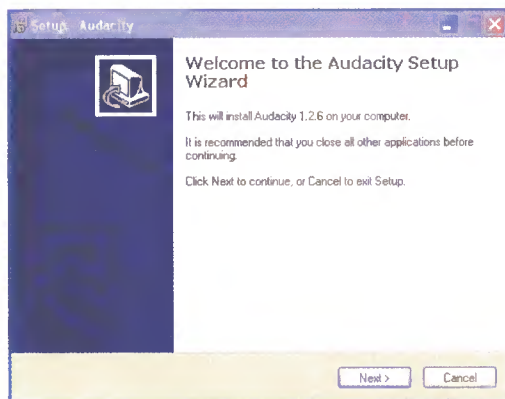 Setup - Audacity
Welcome to the Audacity Setup
Wizard
This will install Audacity 1.2.6 on your computer.
It is recommended that you close all other applications before
continuing.
Click Next to continue, or Cancel to exit Setup.
Next >
Cancel